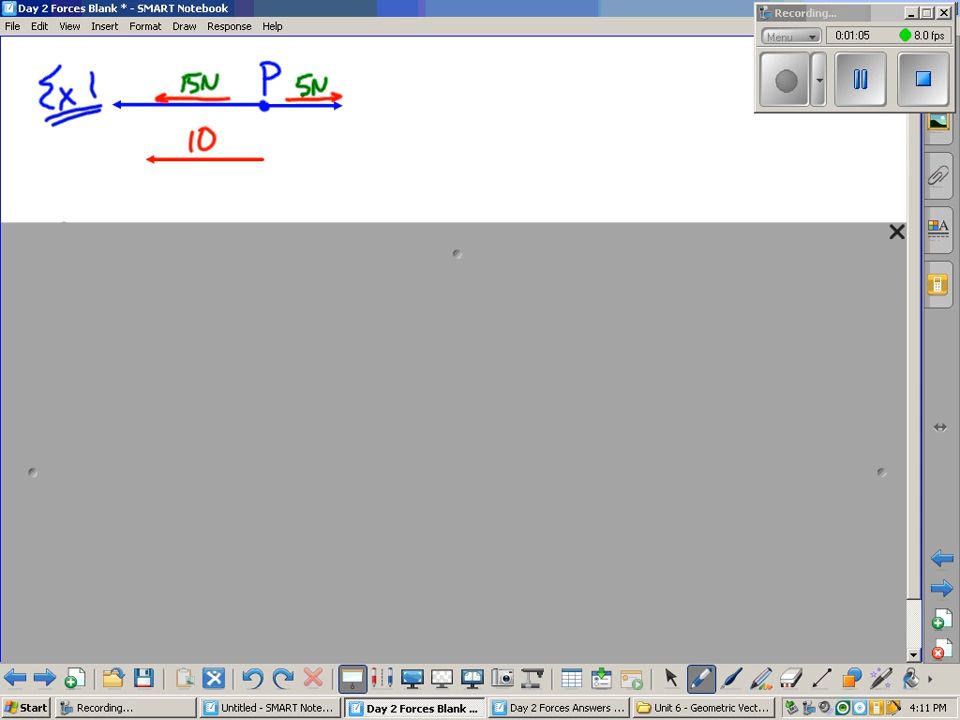 Day 2 Forces Blank * - SMART Notebook
File Edit View Insert Format Draw Response Help
Recording...
Menu 0:01:05 8.0 fps
Ex 1 15N P 5N
10
Start Recording... Untitled - SMART Note... Day 2 Forces Blank ... Day 2 Forces Answers ... Unit 6 - Geometric Vect... 4:11 PM